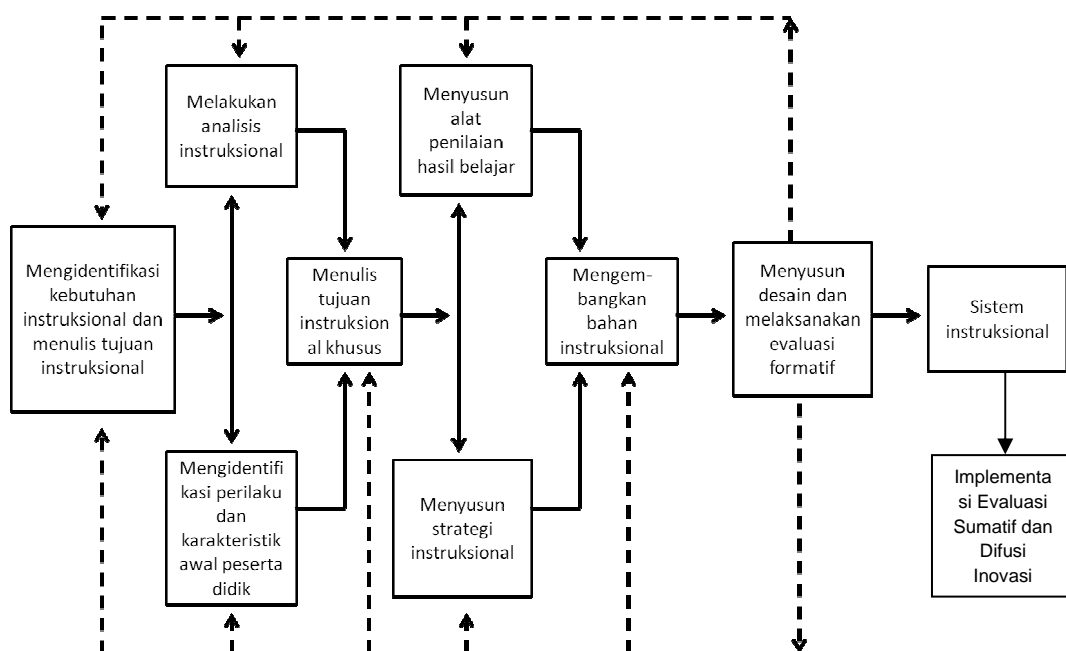 Melakukan
analisis
instruksional
Menyusun
alat
penilaian
hasil belajar
Mengidentifikasi
kebutuhan
instruksional dan
menulis tujuan
instruksional
Menulis
tujuan
instruksion
al khusus
Mengem-
bangkan
bahan
instruksional
Menyusun
desain dan
melaksanakan
evaluasi
formatif
Sistem
instruksional
Mengidentifi
kasi perilaku
dan
karakteristik
awal peserta
didik
Menyusun
strategi
instruksional
Implementa
si Evaluasi
Sumatif dan
Difusi
Inovasi